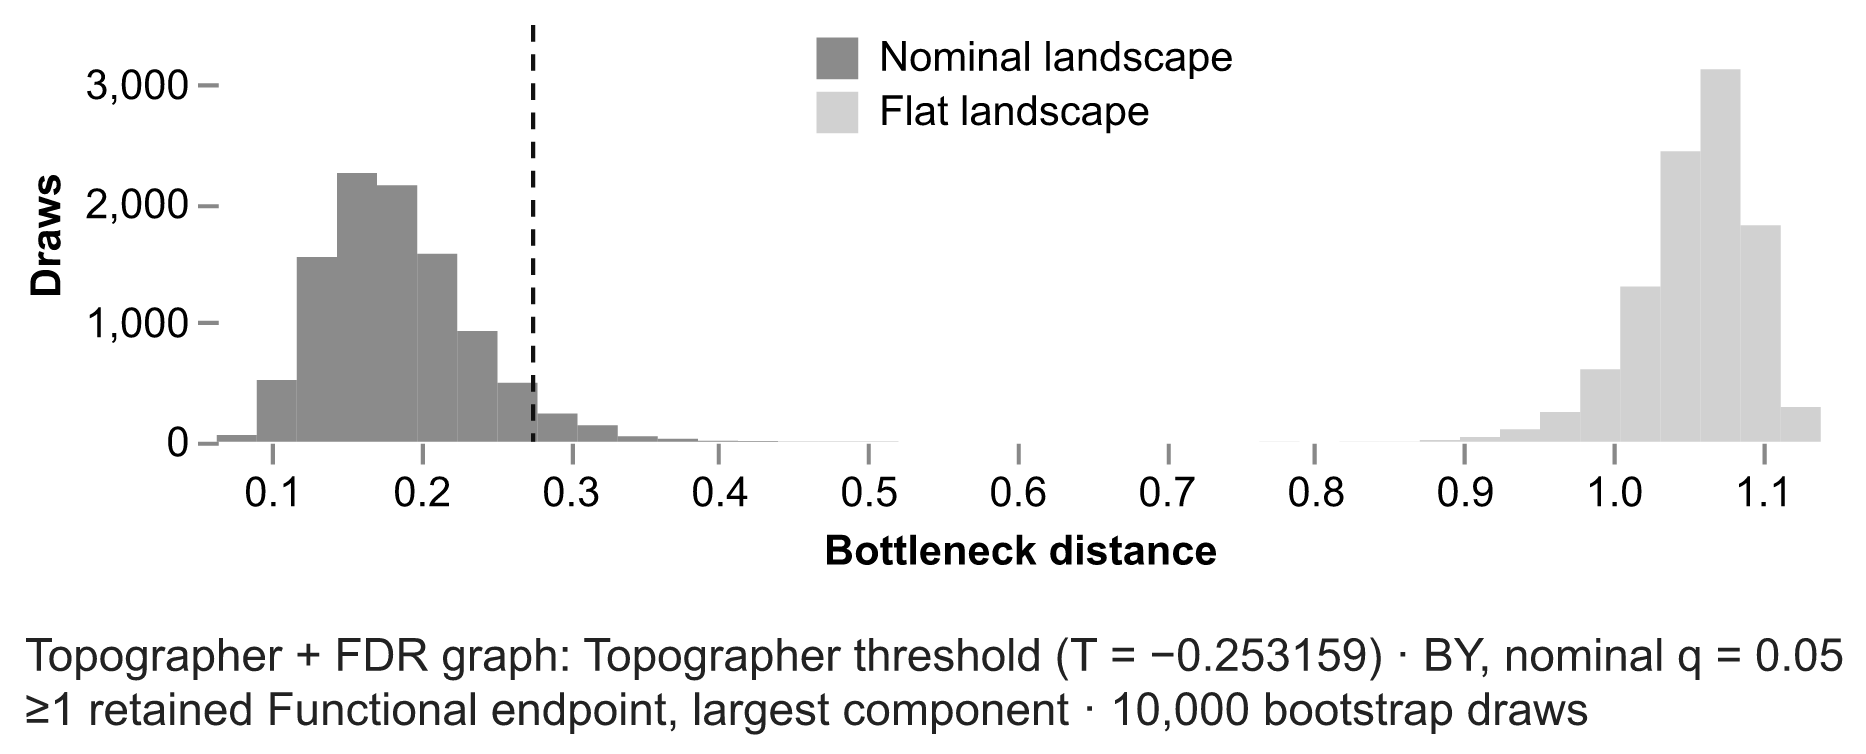 Nominal landscape
Flat landscape
3,000
2,000
1,000
0
Draws
0.1 0.2 0.3 0.4 0.5 0.6 0.7 0.8 0.9 1.0 1.1
Bottleneck distance
Topographer + FDR graph: Topographer threshold (T = −0.253159) · BY, nominal q = 0.05
≥1 retained Functional endpoint, largest component · 10,000 bootstrap draws